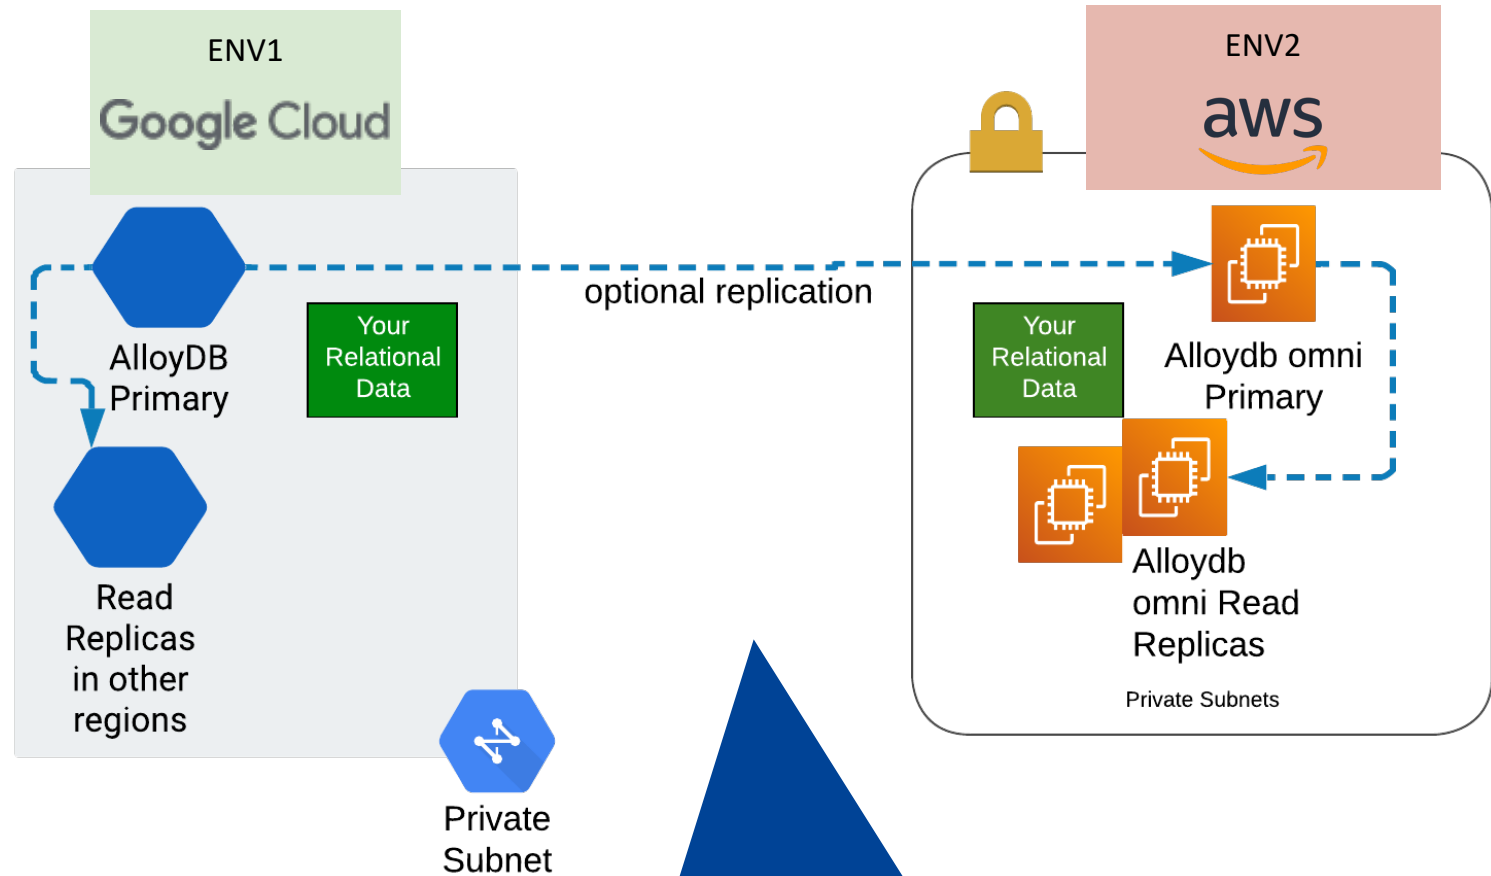 ENV1
Google Cloud
ENV2
aws
optional replication
AlloyDB
Primary
Your
Relational
Data
Your
Relational
Data
Alloydb omni
Primary
Read
Replicas
in other
regions
Alloydb
omni Read
Replicas
Private Subnets
Private
Subnet